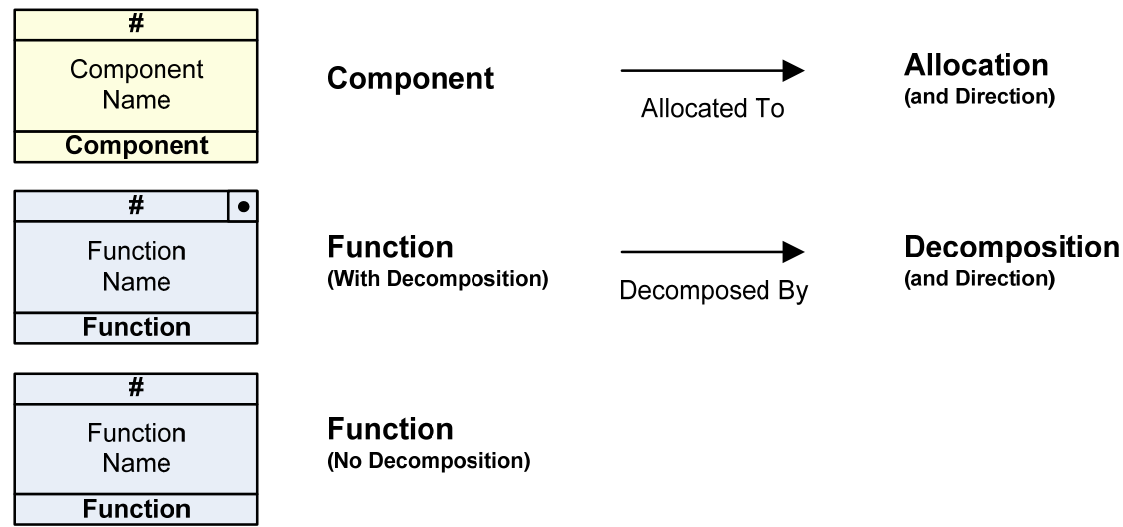 #
Component
Name
Component
Component
Allocated To
Allocation
(and Direction)
#
Function
Name
Function
Function
(With Decomposition)
Decomposed By
Decomposition
(and Direction)
#
Function
Name
Function
Function
(No Decomposition)